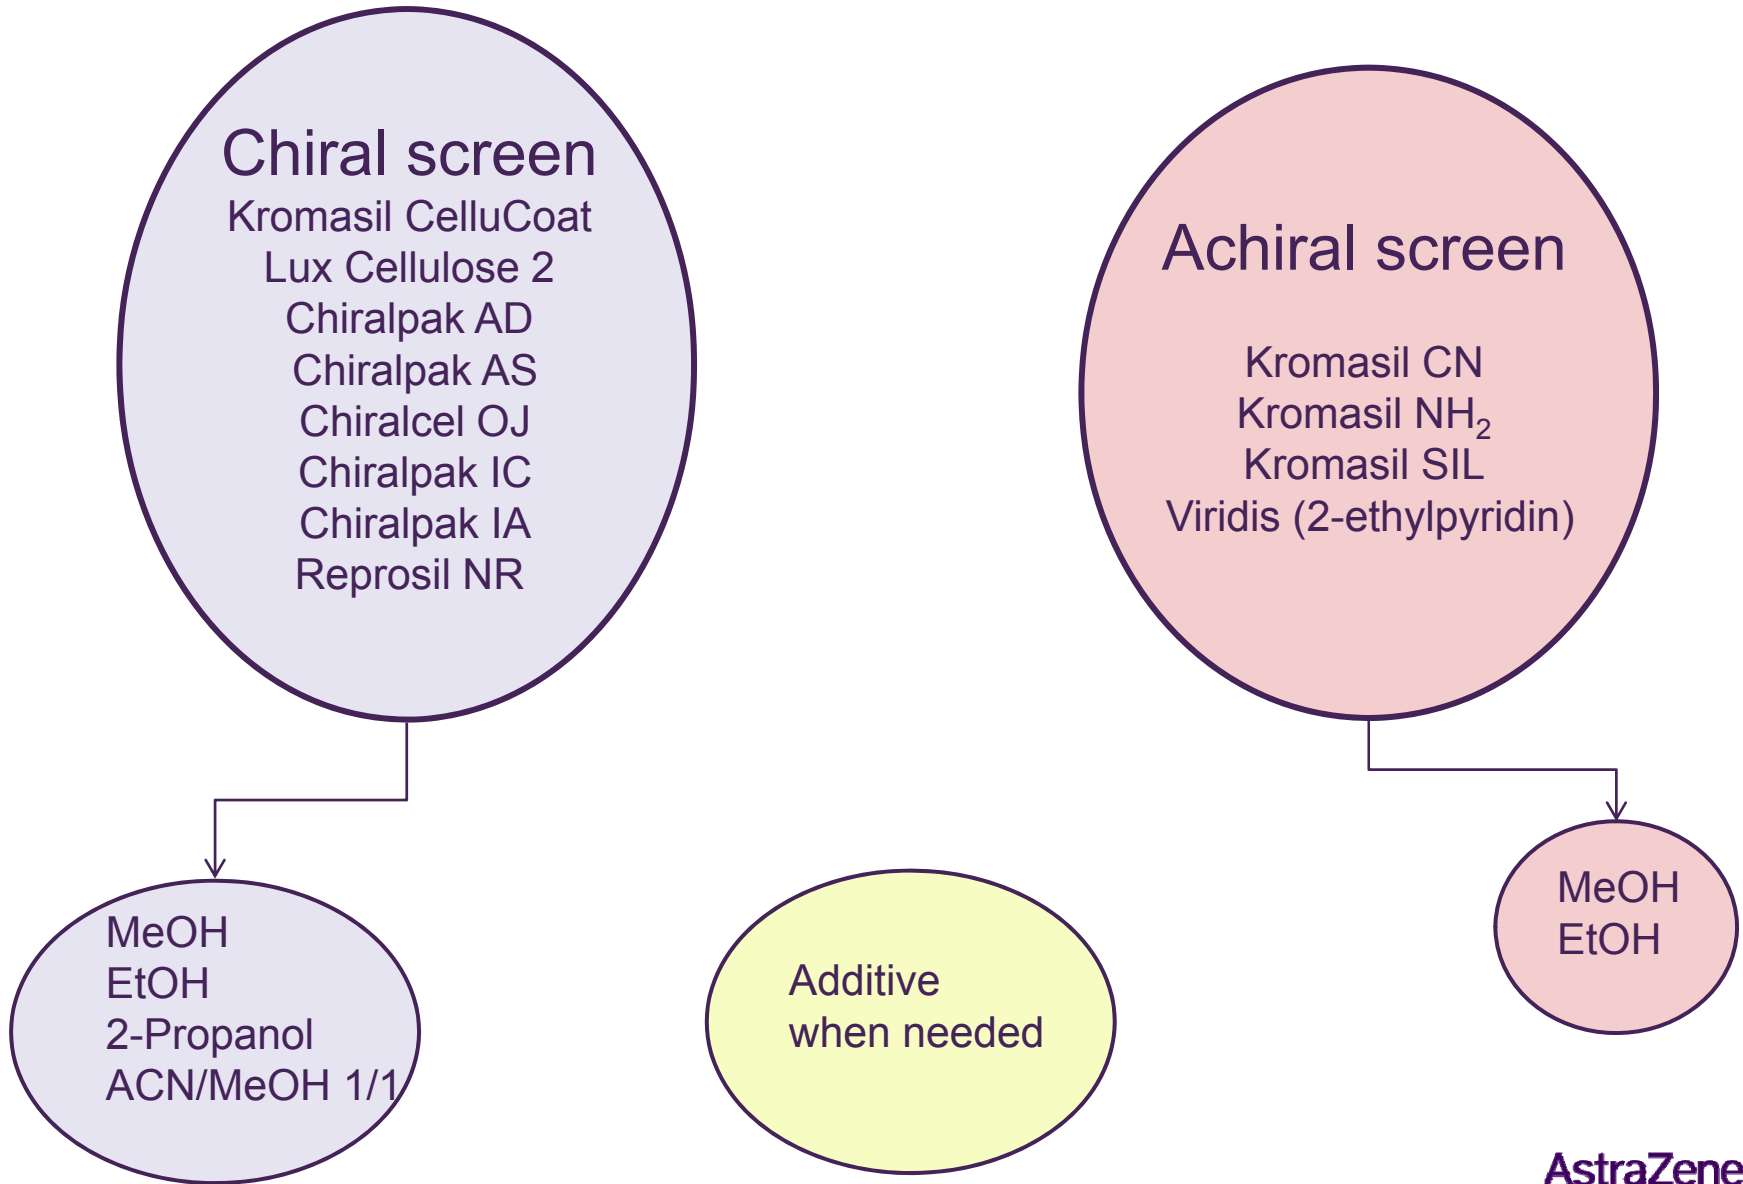 Chiral screen
Kromasil CelluCoat
Lux Cellulose 2
Chiralpak AD
Chiralpak AS
Chiralcel OJ
Chiralpak IC
Chiralpak IA
Reprosil NR
Achiral screen
Kromasil CN
Kromasil NH₂
Kromasil SIL
Viridis (2-ethylpyridin)
MeOH
EtOH
2-Propanol
ACN/MeOH 1/1
Additive
when needed
MeOH
EtOH
AstraZene